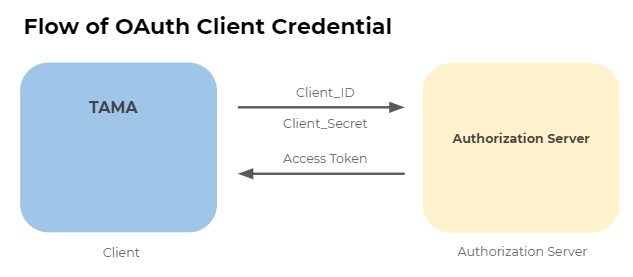 Flow of OAuth Client Credential
TAMA
Client_ID
Client_Secret
Access Token
Authorization Server
Client
Authorization Server